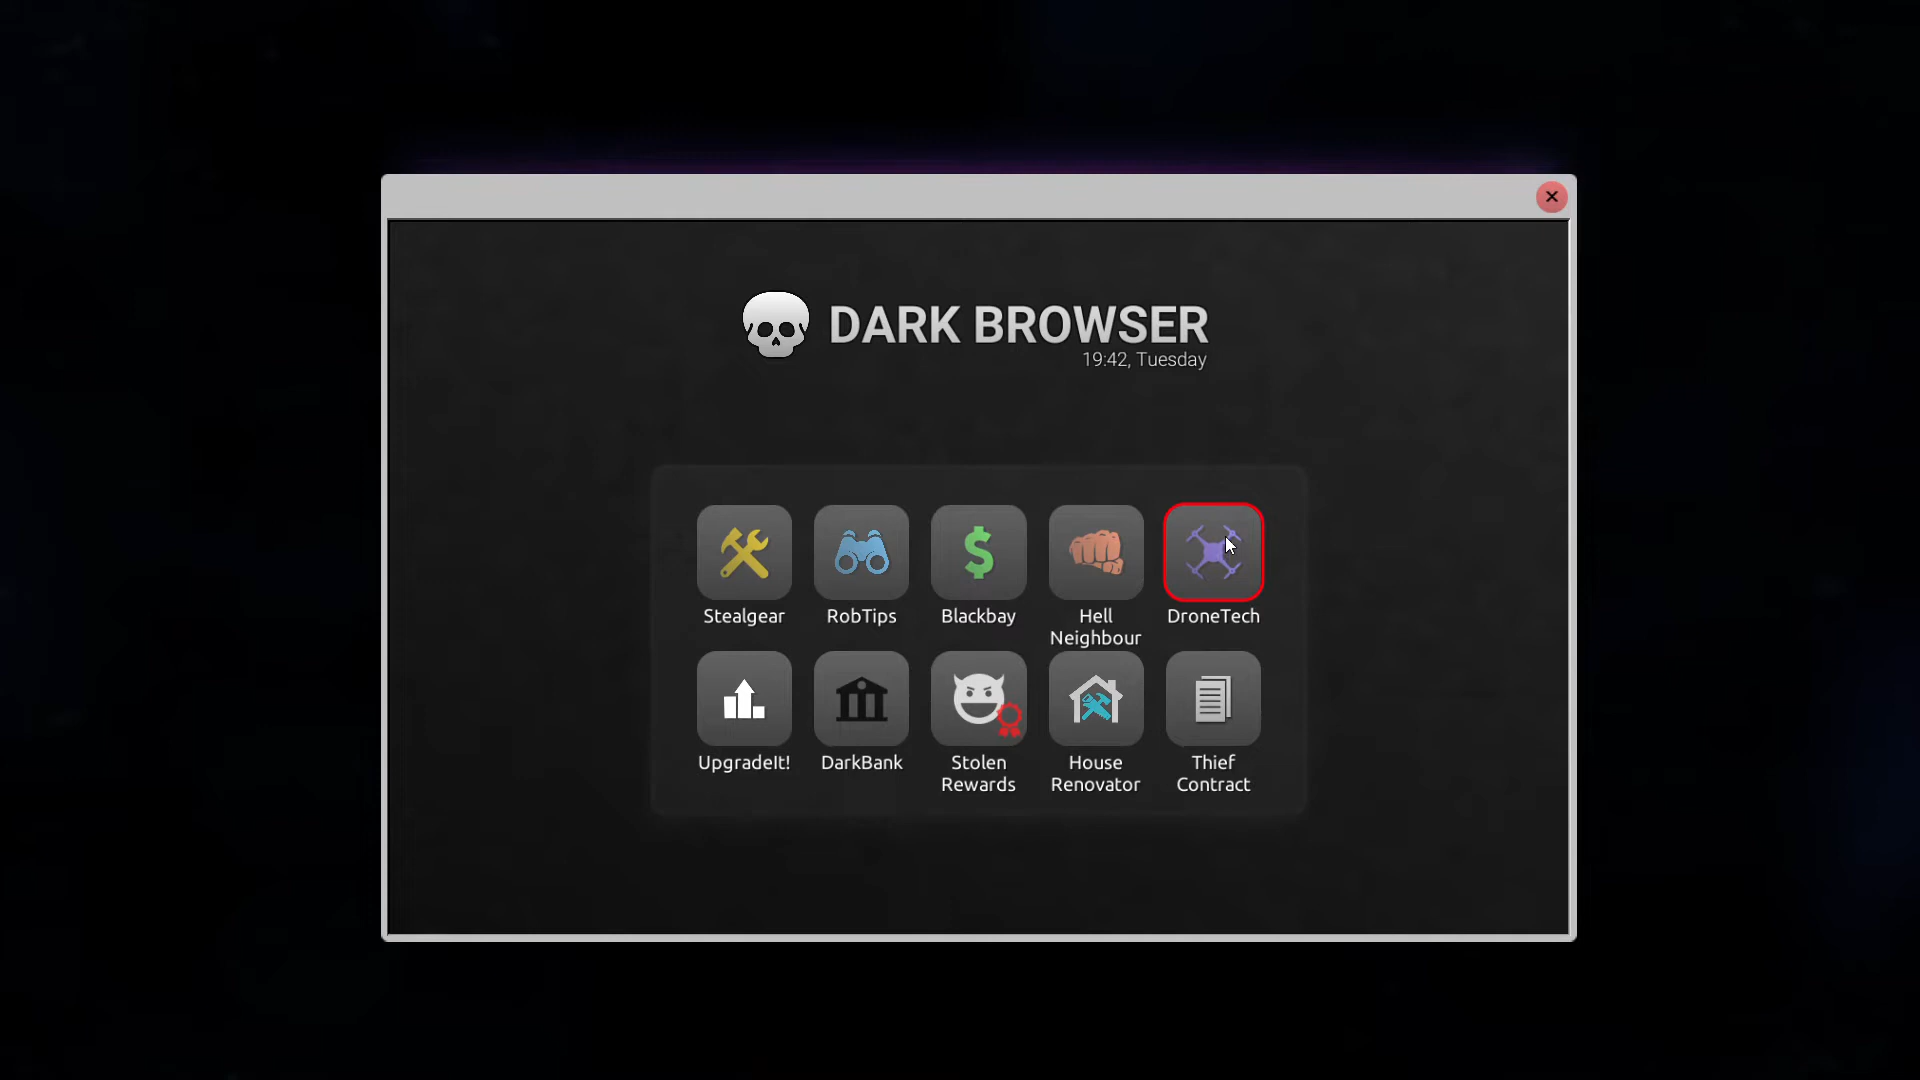 DARK BROWSER
19:42, Tuesday
Stealgear
RobTips
Blackbay
Hell
Neighbour
DroneTech
UpgradeIt!
DarkBank
Stolen
Rewards
House
Renovator
Thief
Contract